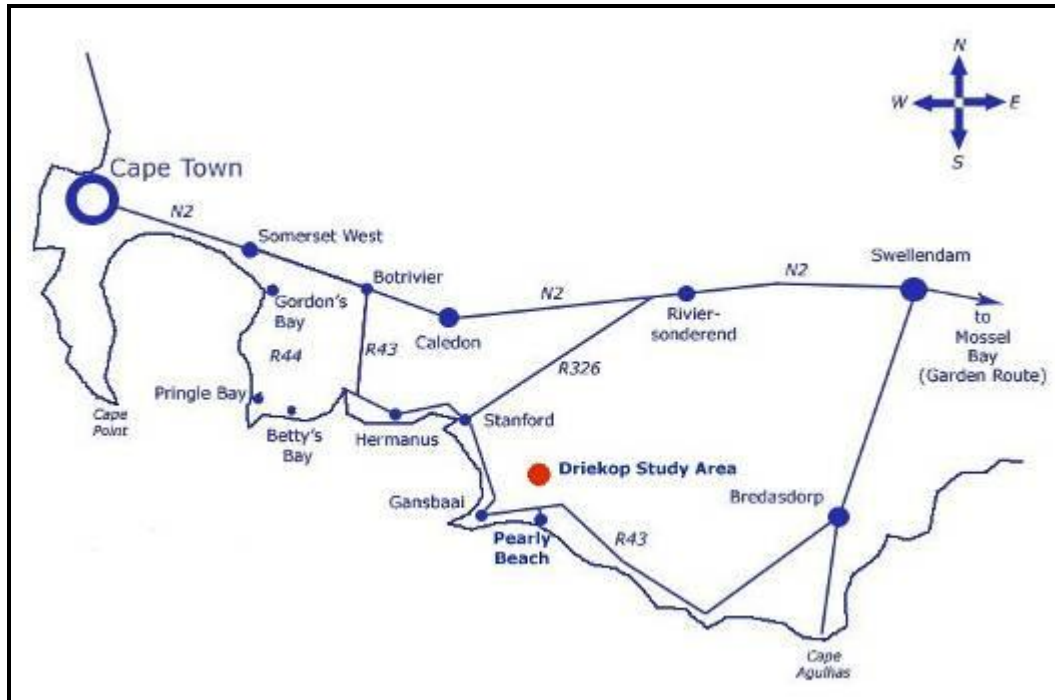 N
W
E
S
Cape Town
N2
Somerset West
Swellendam
Botrivier
N2
N2
Gordon's
Bay
Rivier-
sonderend
to
Mossel
Bay
(Garden Route)
Caledon
R44
R43
R326
Pringle Bay
Cape
Point
Betty's
Bay
Hermanus
Stanford
Driekop Study Area
Gansbaai
Bredasdorp
Pearly
Beach
R43
Cape
Agulhas